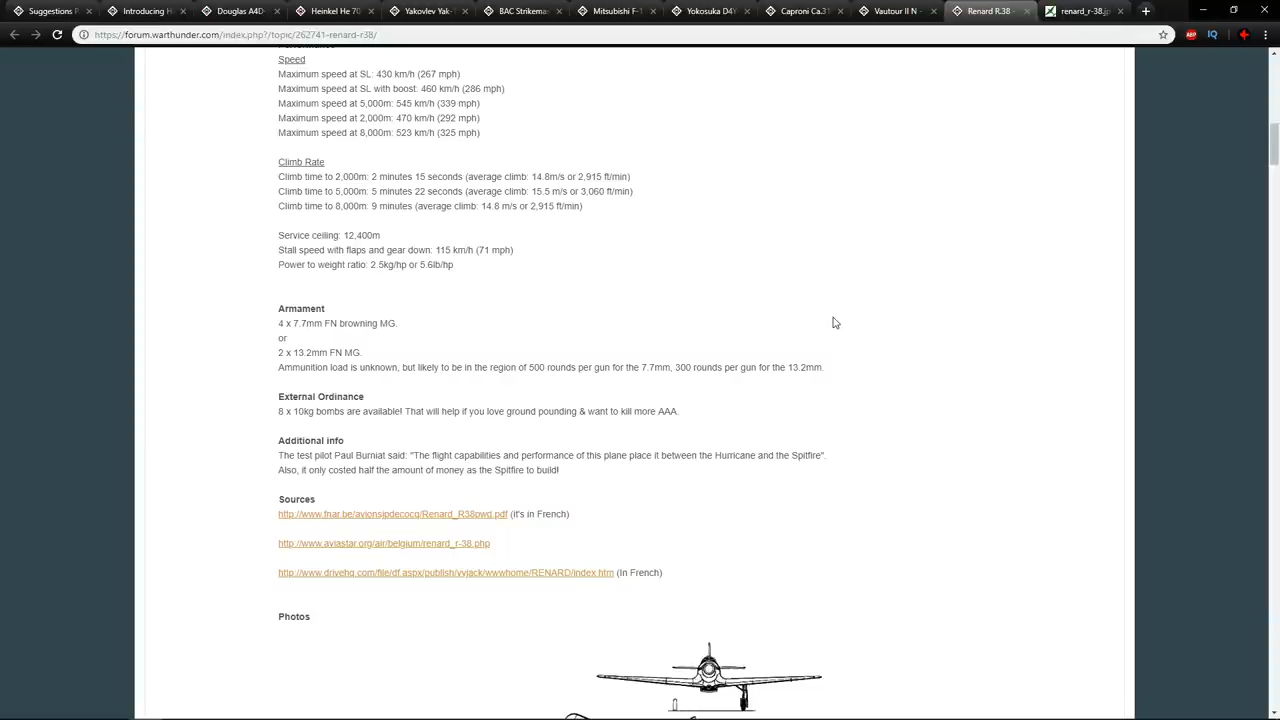 Suggestions F
Introducing H
Douglas A4D-
Heinkel He 70
Yakovlev Yak-
BAC Strikemas
Mitsubishi F-1
Yokosuka D4Y
Caproni Ca.31
Vautour II N -
Renard R.38 -
renard_r-38.jp
https://forum.warthunder.com/index.php?/topic/262741-renard-r38/
Speed
Maximum speed at SL: 430 km/h (267 mph)
Maximum speed at SL with boost: 460 km/h (286 mph)
Maximum speed at 5,000m: 545 km/h (339 mph)
Maximum speed at 2,000m: 470 km/h (292 mph)
Maximum speed at 8,000m: 523 km/h (325 mph)
Climb Rate
Climb time to 2,000m: 2 minutes 15 seconds (average climb: 14.8m/s or 2,915 ft/min)
Climb time to 5,000m: 5 minutes 22 seconds (average climb: 15.5 m/s or 3,060 ft/min)
Climb time to 8,000m: 9 minutes (average climb: 14.8 m/s or 2,915 ft/min)
Service ceiling: 12,400m
Stall speed with flaps and gear down: 115 km/h (71 mph)
Power to weight ratio: 2.5kg/hp or 5.6lb/hp
Armament
4 x 7.7mm FN browning MG.
or
2 x 13.2mm FN MG.
Ammunition load is unknown, but likely to be in the region of 500 rounds per gun for the 7.7mm, 300 rounds per gun for the 13.2mm.
External Ordinance
8 x 10kg bombs are available! That will help if you love ground pounding & want to kill more AAA.
Additional info
The test pilot Paul Burniat said: "The flight capabilities and performance of this plane place it between the Hurricane and the Spitfire".
Also, it only costed half the amount of money as the Spitfire to build!
Sources
http://www.fnar.be/avionsjpdecocq/Renard_R38pwd.pdf (it's in French)
http://www.aviastar.org/air/belgium/renard_r-38.php
http://www.drivehq.com/file/df.aspx/publish/vyjack/wwwhome/RENARD/index.htm (In French)
Photos